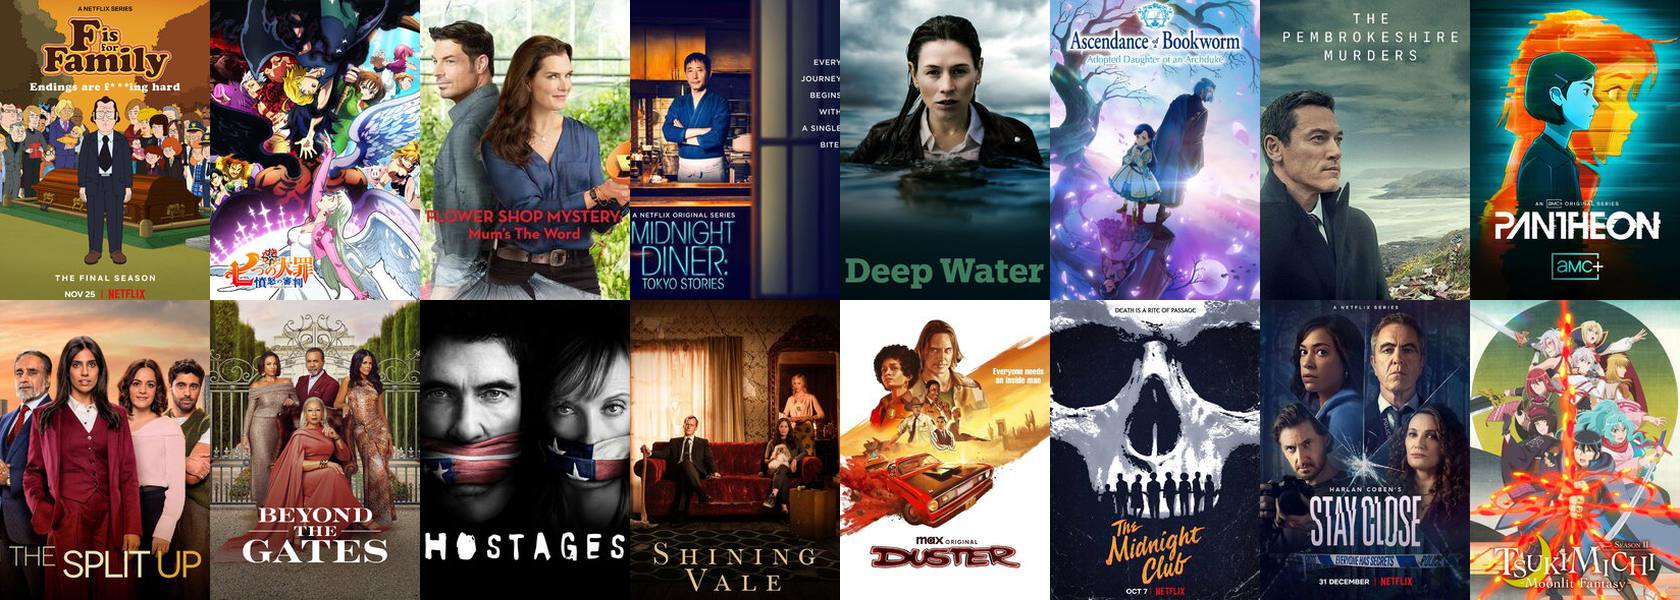 A NETFLIX SERIES
F is
for
Family
Endings are f***ing hard
THE FINAL SEASON
NOV 25 | NETFLIX
七つの大罪
憤怒の審判
FLOWER SHOP MYSTERY
Mum's The Word
EVERY
JOURNEY
BEGINS
WITH
A SINGLE
BITE
A NETFLIX ORIGINAL SERIES
MIDNIGHT
DINER:
TOKYO STORIES
Deep Water
Ascendance of a Bookworm
Adopted Daughter of an Archduke
THE
PEMBROKESHIRE
MURDERS
AN aMC+ ORIGINAL SERIES
PANTHEON
aMC+
THE SPLIT UP
BEYOND
THE
GATES
HOSTAGES
SHINING
VALE
Everyone needs
an inside man
max ORIGINAL
DUSTER
DEATH IS A RITE OF PASSAGE
The
Midnight
Club
OCT 7 | NETFLIX
A NETFLIX SERIES
HARLAN COBEN'S
STAY CLOSE
EVERYONE HAS SECRETS
31 DECEMBER | NETFLIX
SEASON II
TSUKIMICHI
-Moonlit Fantasy-